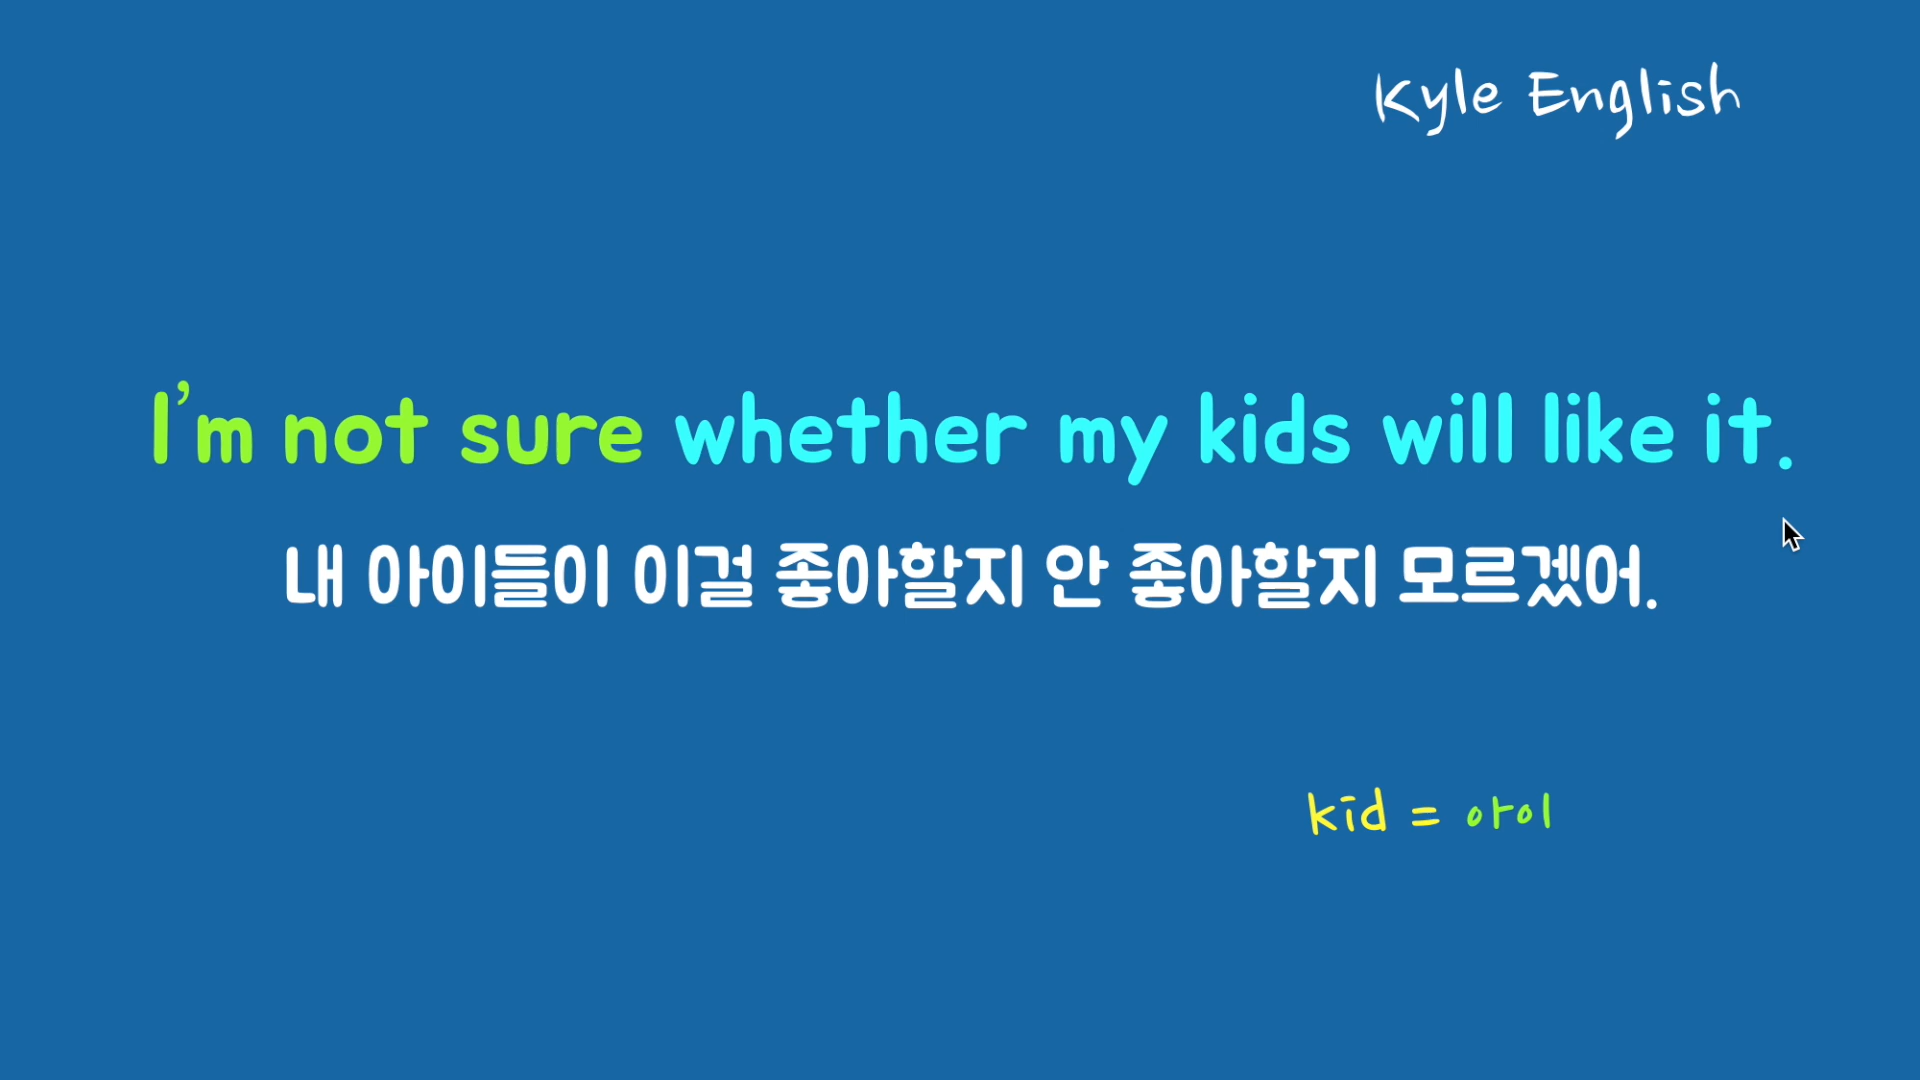 Kyle English
I'm not sure whether my kids will like it.
내 아이들이 이걸 좋아할지 안 좋아할지 모르겠어.
kid = 아이